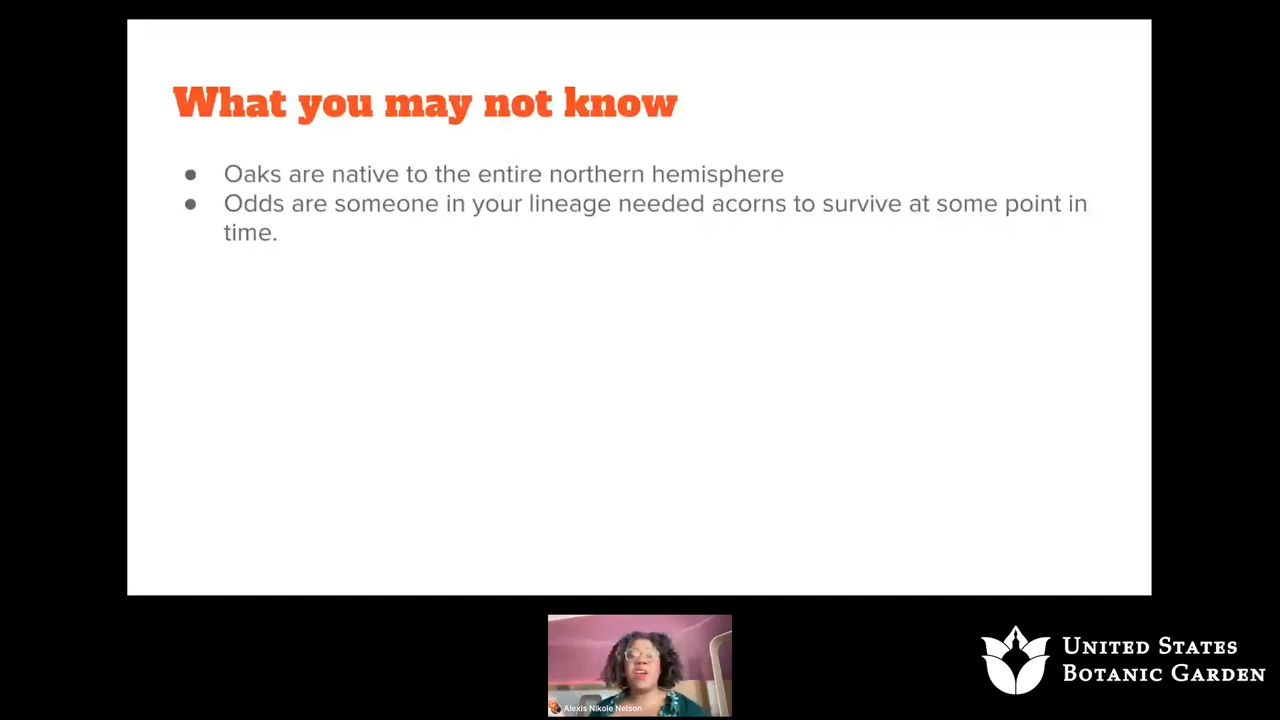 What you may not know
● Oaks are native to the entire northern hemisphere
● Odds are someone in your lineage needed acorns to survive at some point in
time.
Alexis Nikole Nelson
UNITED STATES
BOTANIC GARDEN